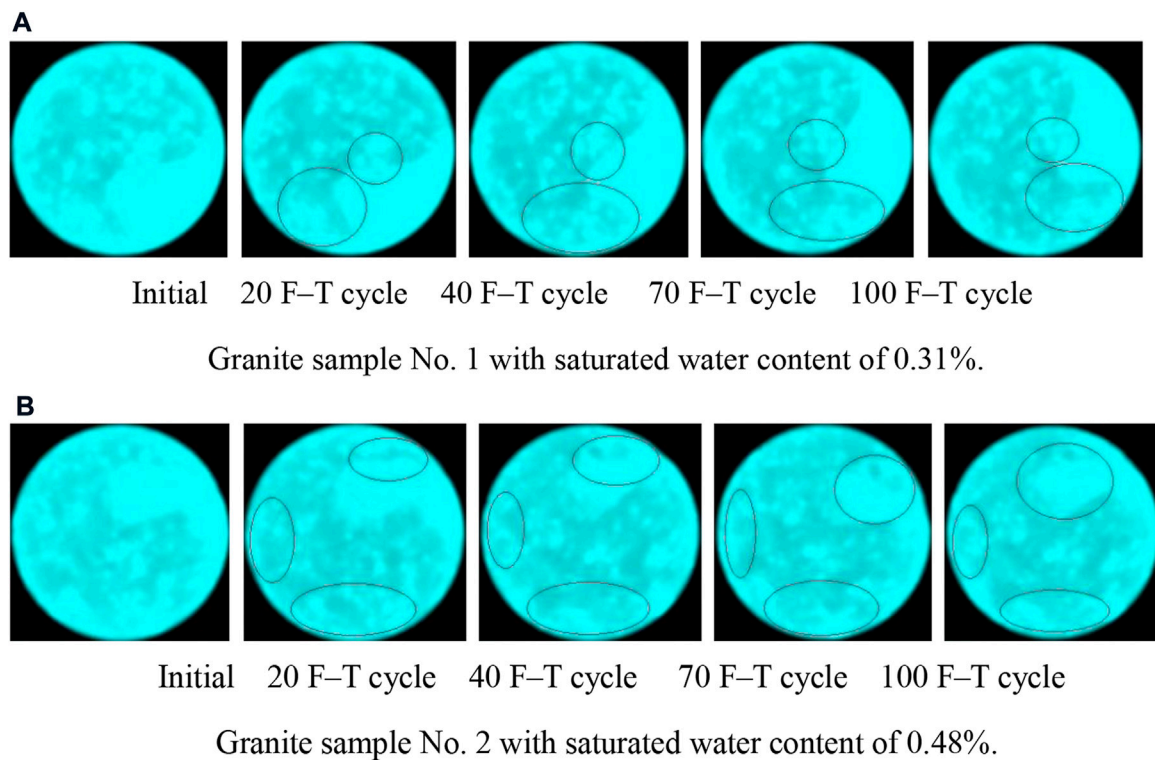 A
Initial 20 F–T cycle 40 F–T cycle 70 F–T cycle 100 F–T cycle
Granite sample No. 1 with saturated water content of 0.31%.
B
Initial 20 F–T cycle 40 F–T cycle 70 F–T cycle 100 F–T cycle
Granite sample No. 2 with saturated water content of 0.48%.